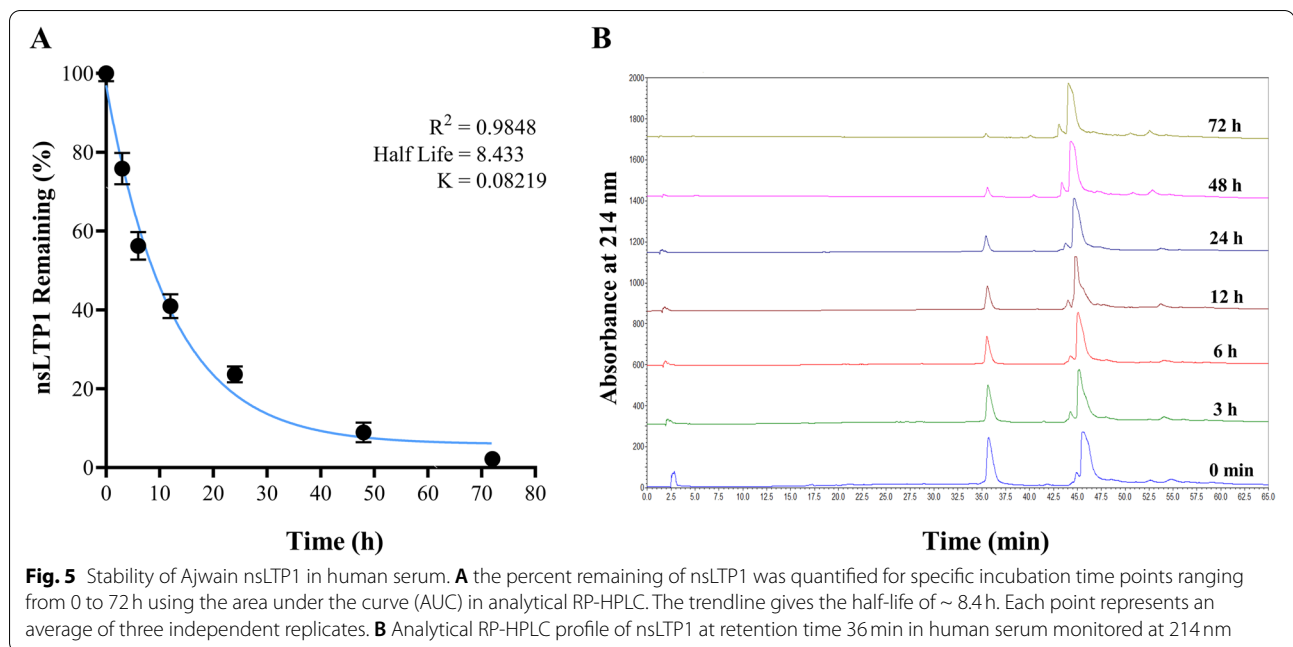 A
nsLTP1 Remaining (%)
100
80
60
40
20
0
0 10 20 30 40 50 60 70 80
Time (h)
R² = 0.9848
Half Life = 8.433
K = 0.08219
B
Absorbance at 214 nm
2000
1800
1600
1400
1200
1000
800
600
400
200
0
72 h
48 h
24 h
12 h
6 h
3 h
0 min
0.0 2.5 5.0 7.5 10.0 12.5 15.0 17.5 20.0 22.5 25.0 27.5 30.0 32.5 35.0 37.5 40.0 42.5 45.0 47.5 50.0 52.5 55.0 57.5 60.0 62.5 65.0
Time (min)
Fig. 5 Stability of Ajwain nsLTP1 in human serum. A the percent remaining of nsLTP1 was quantified for specific incubation time points ranging
from 0 to 72 h using the area under the curve (AUC) in analytical RP-HPLC. The trendline gives the half-life of ~ 8.4 h. Each point represents an
average of three independent replicates. B Analytical RP-HPLC profile of nsLTP1 at retention time 36 min in human serum monitored at 214 nm